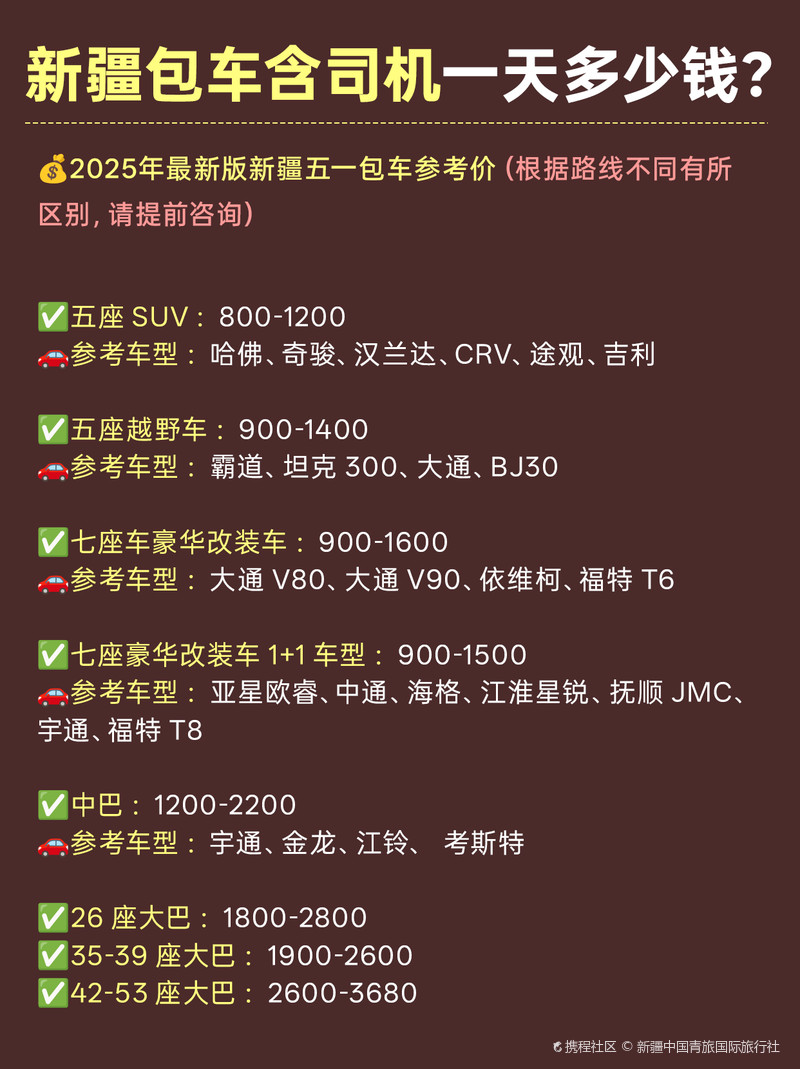 新疆包车含司机一天多少钱？
💰2025年最新版新疆五一包车参考价（根据路线不同有所
区别，请提前咨询）
✅五座 SUV： 800-1200
🚗参考车型： 哈佛、奇骏、汉兰达、CRV、途观、吉利
✅五座越野车： 900-1400
🚗参考车型： 霸道、坦克 300、大通、BJ30
✅七座车豪华改装车： 900-1600
🚗参考车型： 大通 V80、大通 V90、依维柯、福特 T6
✅七座豪华改装车 1+1 车型： 900-1500
🚗参考车型： 亚星欧睿、中通、海格、江淮星锐、抚顺 JMC、
宇通、福特 T8
✅中巴： 1200-2200
🚗参考车型： 宇通、金龙、江铃、 考斯特
✅26 座大巴： 1800-2800
✅35-39 座大巴： 1900-2600
✅42-53 座大巴： 2600-3680
携程社区 © 新疆中国青旅国际旅行社